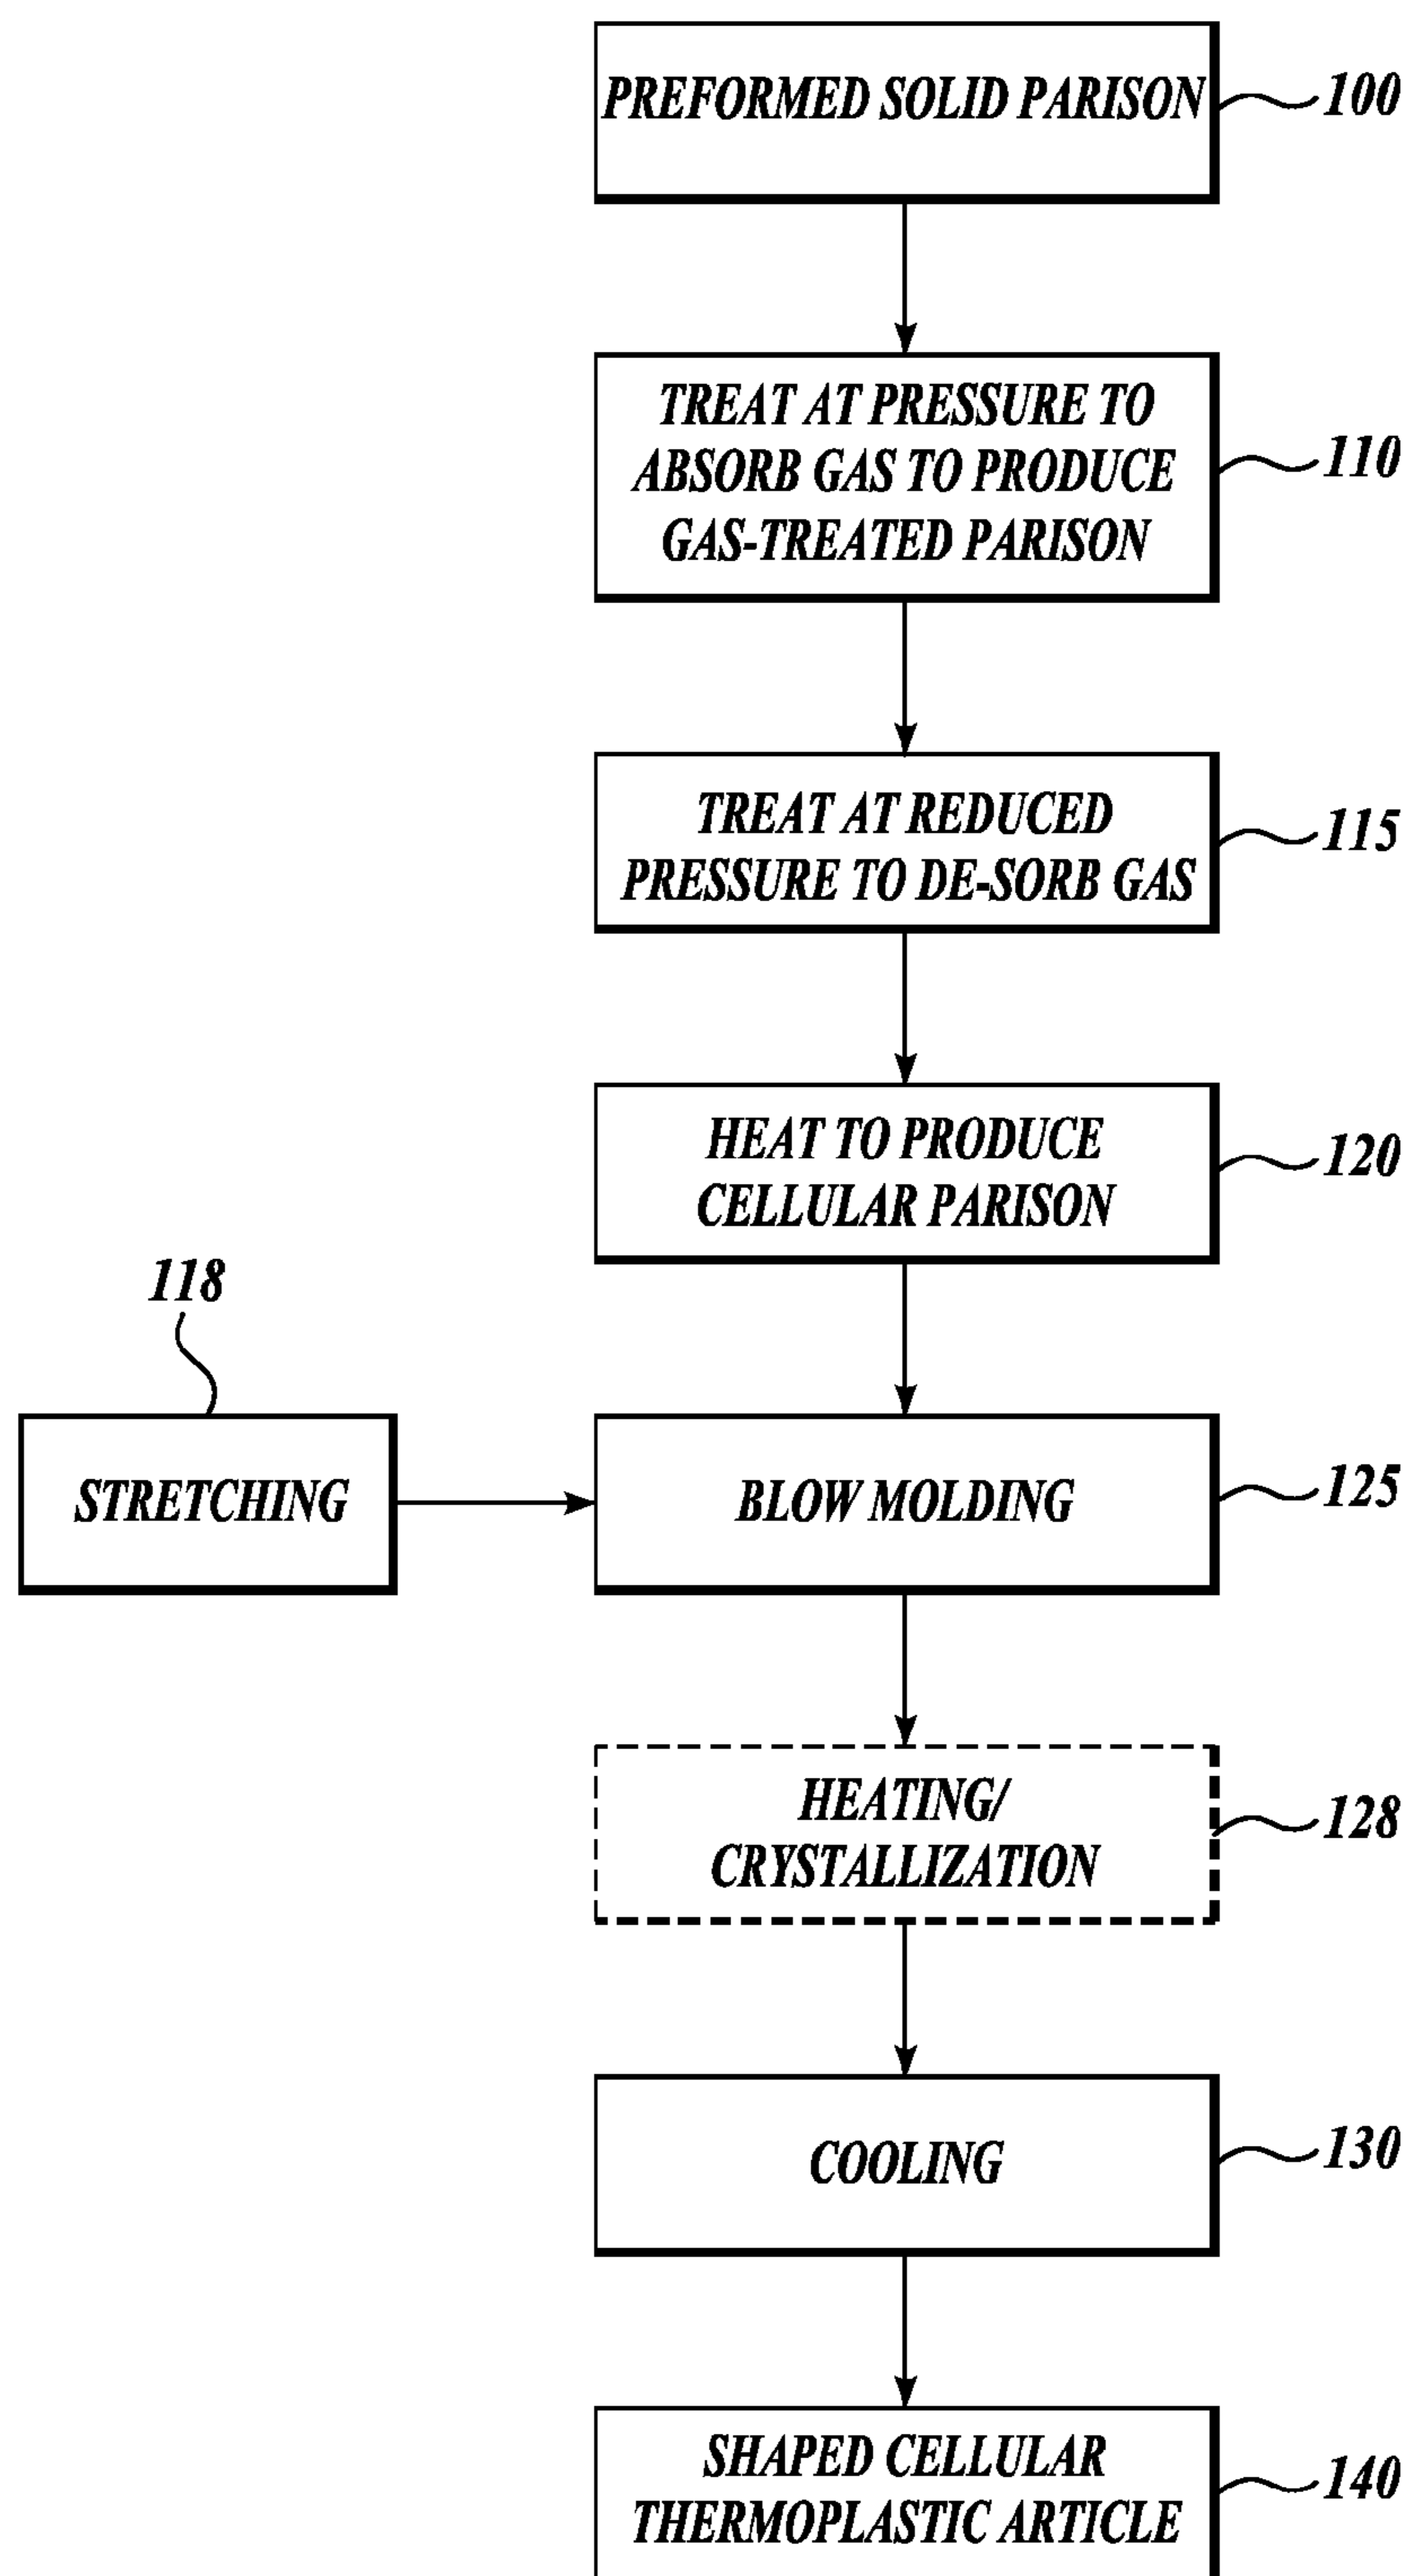 PREFORMED SOLID PARISON
100
TREAT AT PRESSURE TO
ABSORB GAS TO PRODUCE
GAS-TREATED PARISON
110
TREAT AT REDUCED
PRESSURE TO DE-SORB GAS
115
HEAT TO PRODUCE
CELLULAR PARISON
120
118
STRETCHING
BLOW MOLDING
125
HEATING/
CRYSTALLIZATION
128
COOLING
130
SHAPED CELLULAR
THERMOPLASTIC ARTICLE
140